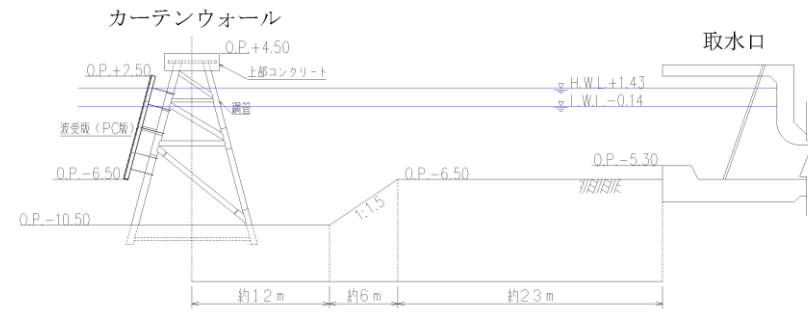 カーテンウォール
取水口
O.P.+4.50
上部コンクリート
O.P.+2.50
H.W.L.+1.43
L.W.L.-0.14
鋼管
波受版（PC版）
O.P.-5.30
O.P.-6.50
O.P.-6.50
1:1.5
O.P.-10.50
約12m
約6m
約23m